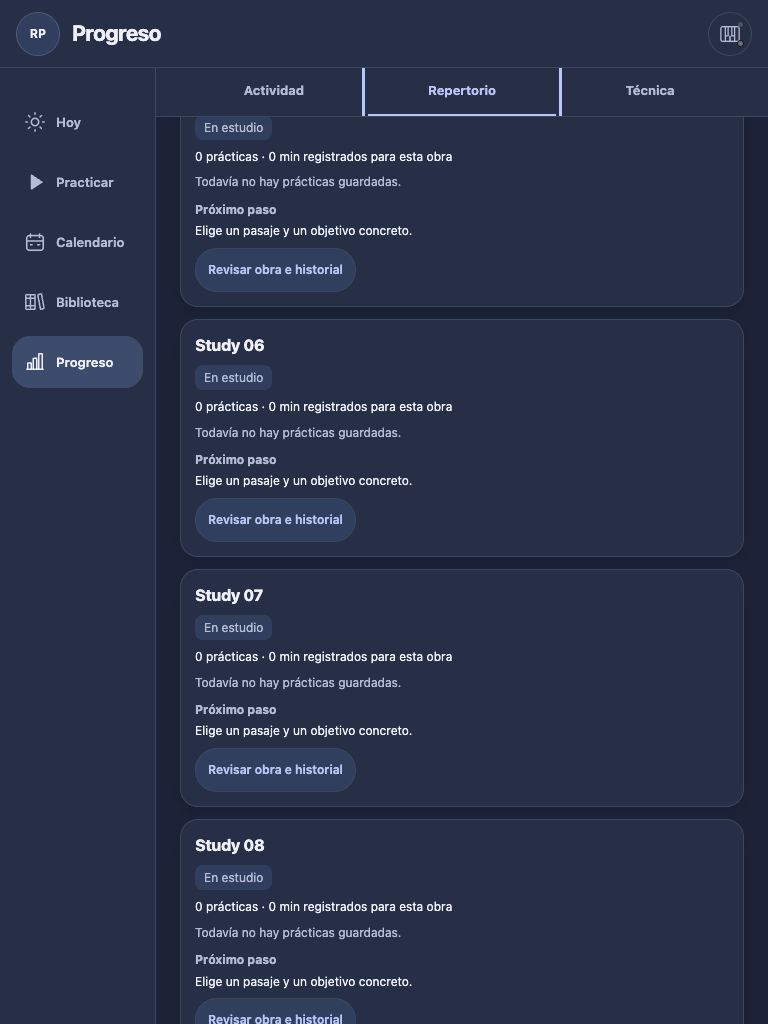 RP
Progreso
Hoy
Practicar
Calendario
Biblioteca
Progreso
Actividad
Repertorio
Técnica
En estudio
0 prácticas · 0 min registrados para esta obra
Todavía no hay prácticas guardadas.
Próximo paso
Elige un pasaje y un objetivo concreto.
Revisar obra e historial
Study 06
En estudio
0 prácticas · 0 min registrados para esta obra
Todavía no hay prácticas guardadas.
Próximo paso
Elige un pasaje y un objetivo concreto.
Revisar obra e historial
Study 07
En estudio
0 prácticas · 0 min registrados para esta obra
Todavía no hay prácticas guardadas.
Próximo paso
Elige un pasaje y un objetivo concreto.
Revisar obra e historial
Study 08
En estudio
0 prácticas · 0 min registrados para esta obra
Todavía no hay prácticas guardadas.
Próximo paso
Elige un pasaje y un objetivo concreto.
Revisar obra e historial